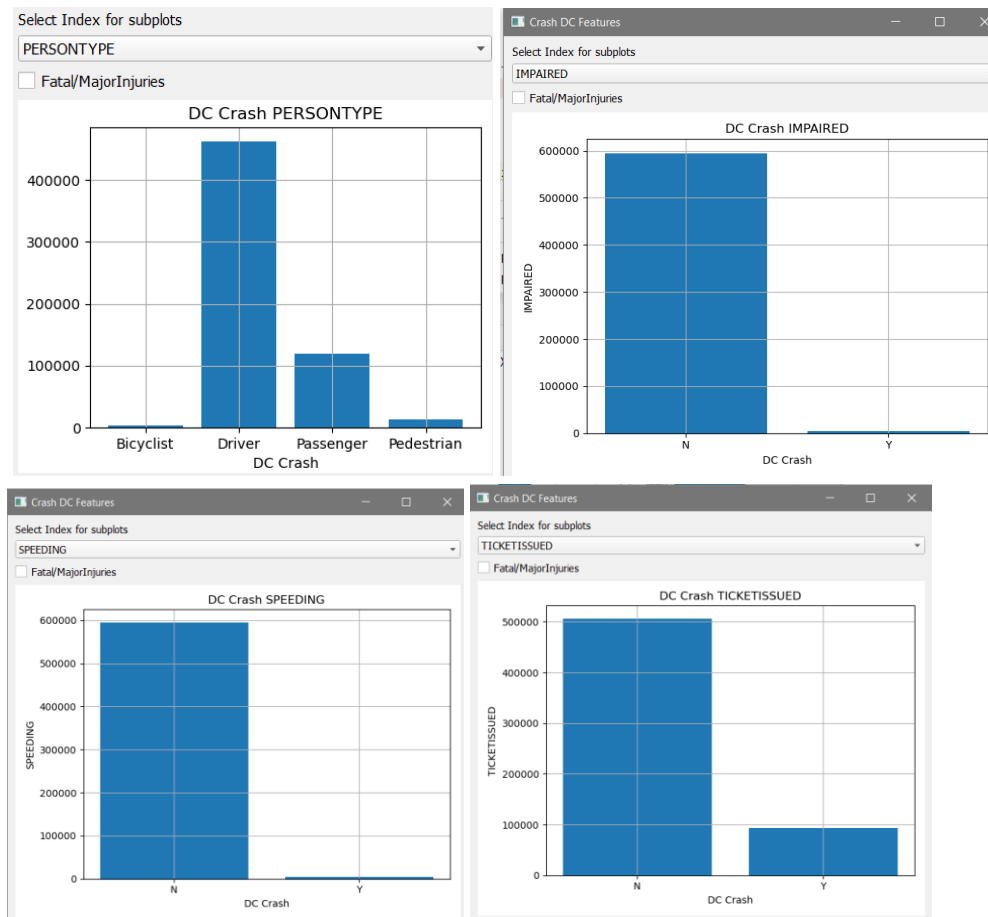 Select Index for subplots
PERSONTYPE
Fatal/MajorInjuries
DC Crash PERSONTYPE
400000
300000
200000
100000
0
Bicyclist Driver Passenger Pedestrian
DC Crash
Crash DC Features
Select Index for subplots
IMPAIRED
Fatal/MajorInjuries
DC Crash IMPAIRED
600000
500000
400000
300000
200000
100000
0
IMPAIRED
N Y
DC Crash
Crash DC Features
Select Index for subplots
SPEEDING
Fatal/MajorInjuries
DC Crash SPEEDING
600000
500000
400000
300000
200000
100000
0
SPEEDING
N Y
DC Crash
Crash DC Features
Select Index for subplots
TICKETISSUED
Fatal/MajorInjuries
DC Crash TICKETISSUED
500000
400000
300000
200000
100000
0
TICKETISSUED
N Y
DC Crash